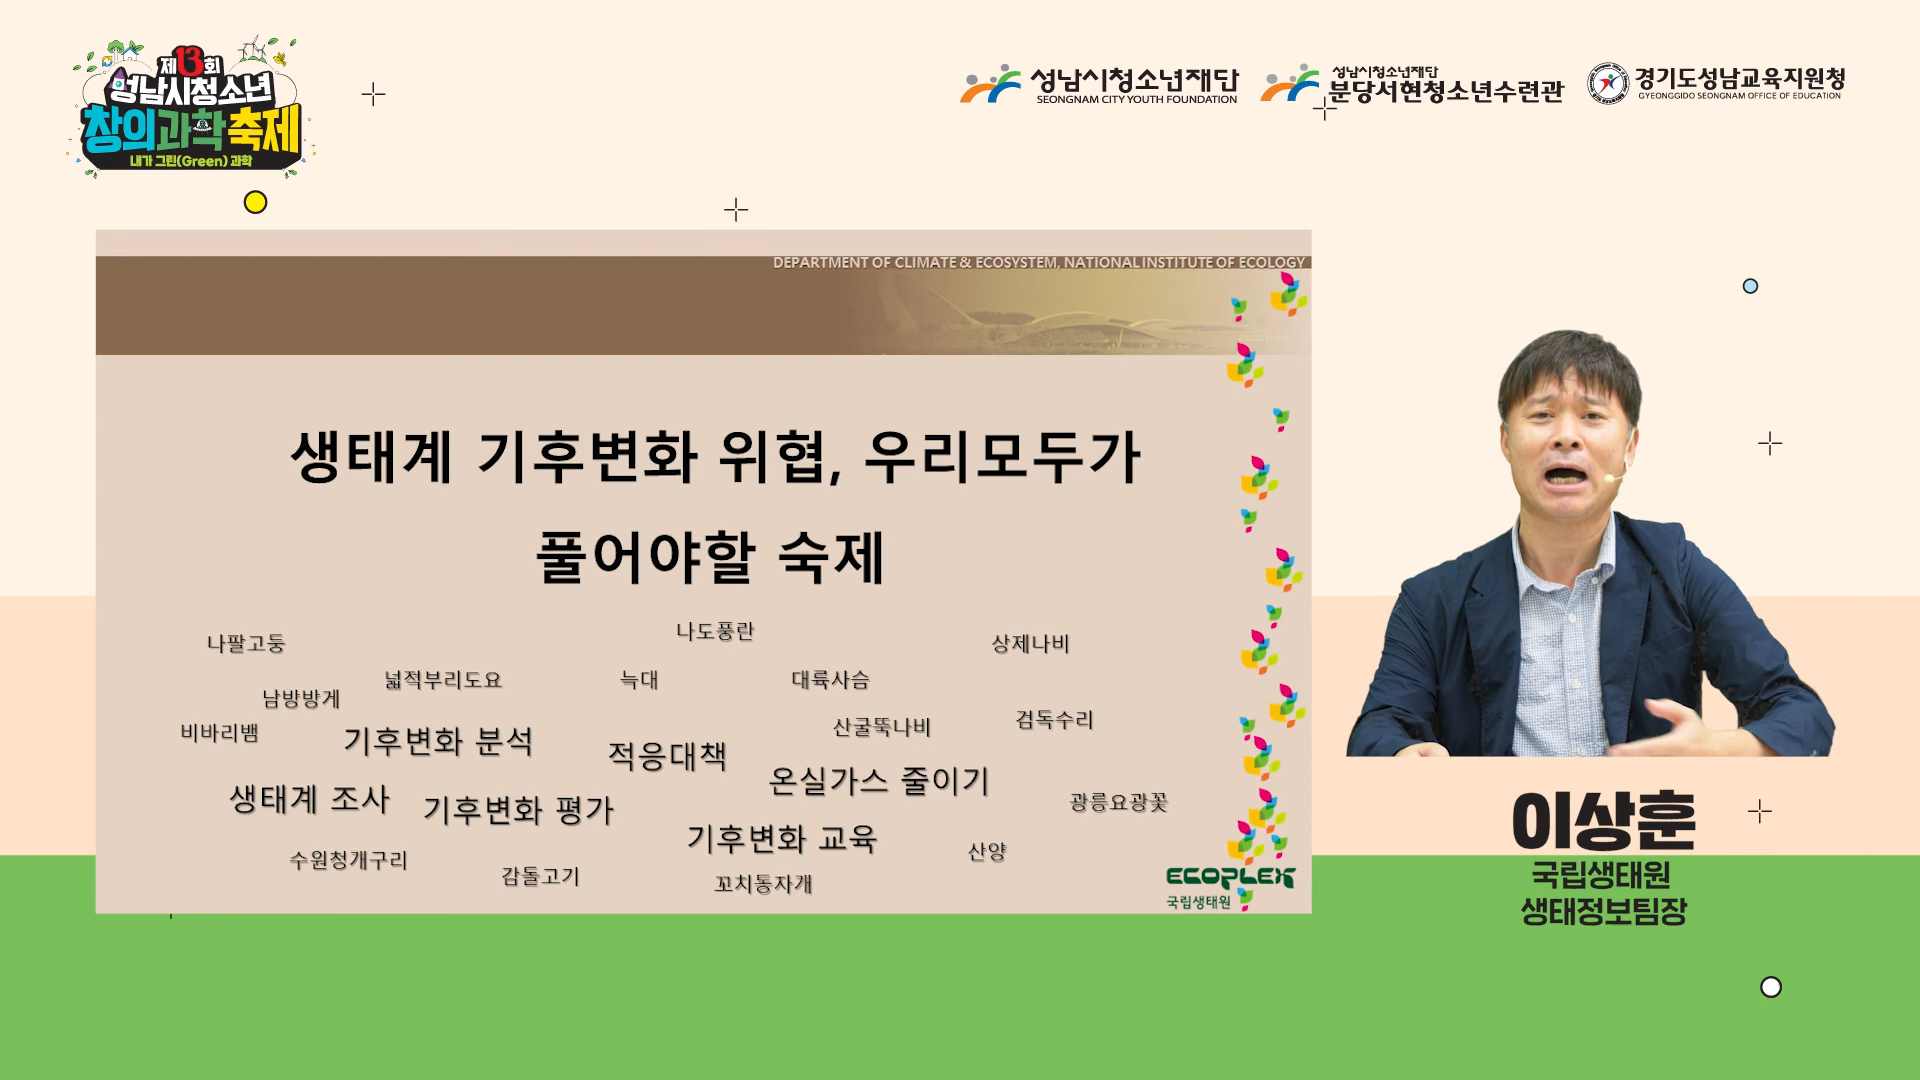 제13회
성남시청소년
창의과학축제
내가 그린(Green) 과학
성남시청소년재단
SEONGNAM CITY YOUTH FOUNDATION
성남시청소년재단
분당서현청소년수련관
경기도성남교육지원청
GYEONGGIDO SEONGNAM OFFICE OF EDUCATION
DEPARTMENT OF CLIMATE & ECOSYSTEM, NATIONAL INSTITUTE OF ECOLOGY
생태계 기후변화 위협, 우리모두가
풀어야할 숙제
나팔고둥
나도풍란
상제나비
넓적부리도요
늑대
대륙사슴
남방방게
비바리뱀
기후변화 분석
적응대책
산굴뚝나비
검독수리
온실가스 줄이기
생태계 조사
기후변화 평가
광릉요광꽃
기후변화 교육
산양
수원청개구리
감돌고기
꼬치동자개
ECOPLEX
국립생태원
이상훈
국립생태원
생태정보팀장